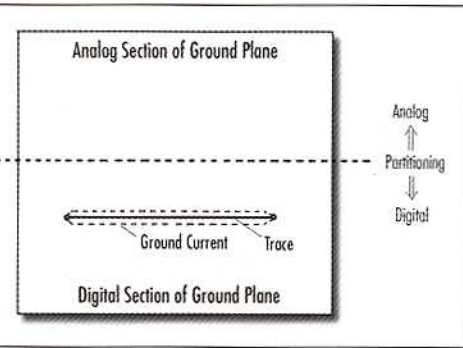 Analog Section of Ground Plane
Analog
Partitioning
Digital
Ground Current
Trace
Digital Section of Ground Plane